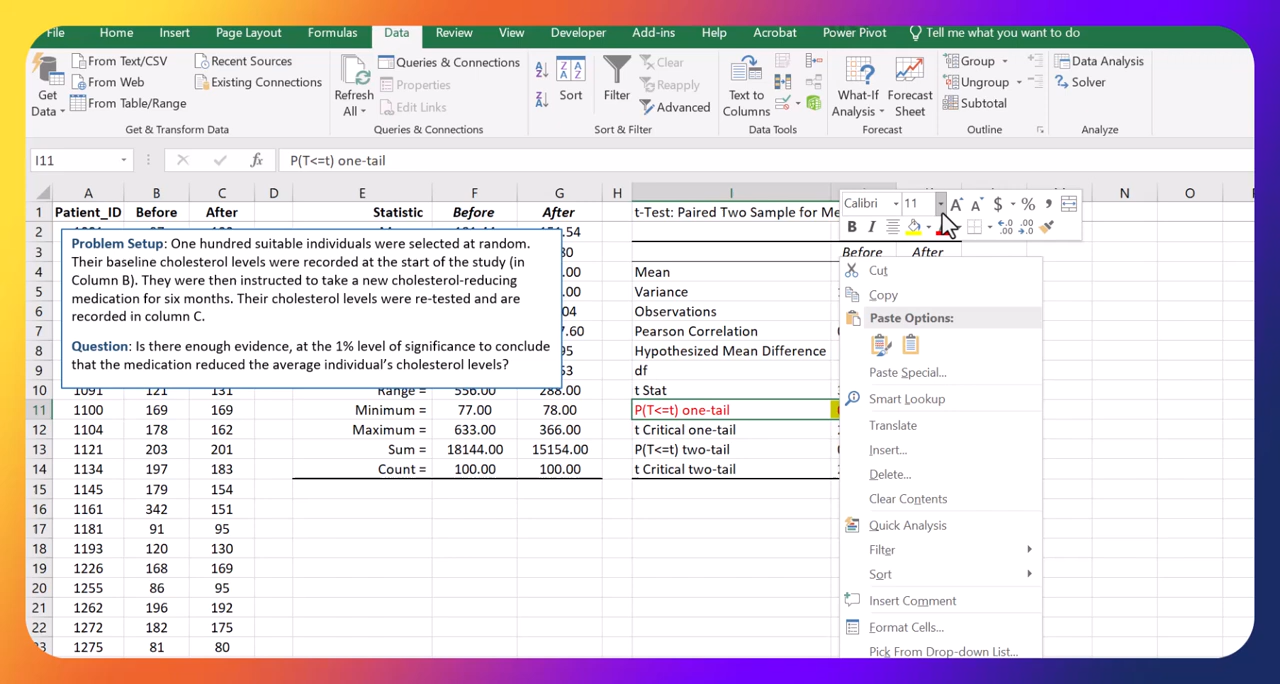 File Home Insert Page Layout Formulas Data Review View Developer Add-ins Help Acrobat Power Pivot Tell me what you want to do
Get Data
From Text/CSV
From Web
From Table/Range
Recent Sources
Existing Connections
Get & Transform Data
Refresh All
Queries & Connections
Properties
Edit Links
Queries & Connections
Sort
Filter
Clear
Reapply
Advanced
Sort & Filter
Text to Columns
Data Tools
What-If Analysis
Forecast Sheet
Forecast
Group
Ungroup
Subtotal
Outline
Data Analysis
Solver
Analyze
I11 fx P(T<=t) one-tail
A B C D E F G H I N O
1 Patient_ID Before After Statistic Before After t-Test: Paired Two Sample for Me
Calibri 11 A A $ % ,
B I
2
3 Before After
Problem Setup: One hundred suitable individuals were selected at random.
Their baseline cholesterol levels were recorded at the start of the study (in
Column B). They were then instructed to take a new cholesterol-reducing
medication for six months. Their cholesterol levels were re-tested and are
recorded in column C.
Question: Is there enough evidence, at the 1% level of significance to conclude
that the medication reduced the average individual's cholesterol levels?
4 Mean
5 Variance
6 Observations
7 Pearson Correlation
8 Hypothesized Mean Difference
9 df
10 1091 121 131 Range = 556.00 288.00 t Stat
11 1100 169 169 Minimum = 77.00 78.00 P(T<=t) one-tail
12 1104 178 162 Maximum = 633.00 366.00 t Critical one-tail
13 1121 203 201 Sum = 18144.00 15154.00 P(T<=t) two-tail
14 1134 197 183 Count = 100.00 100.00 t Critical two-tail
15 1145 179 154
16 1161 342 151
17 1181 91 95
18 1193 120 130
19 1226 168 169
20 1255 86 95
21 1262 196 192
22 1272 182 175
23 1275 81 80
Cut
Copy
Paste Options:
Paste Special...
Smart Lookup
Translate
Insert...
Delete...
Clear Contents
Quick Analysis
Filter
Sort
Insert Comment
Format Cells...
Pick From Drop-down List...